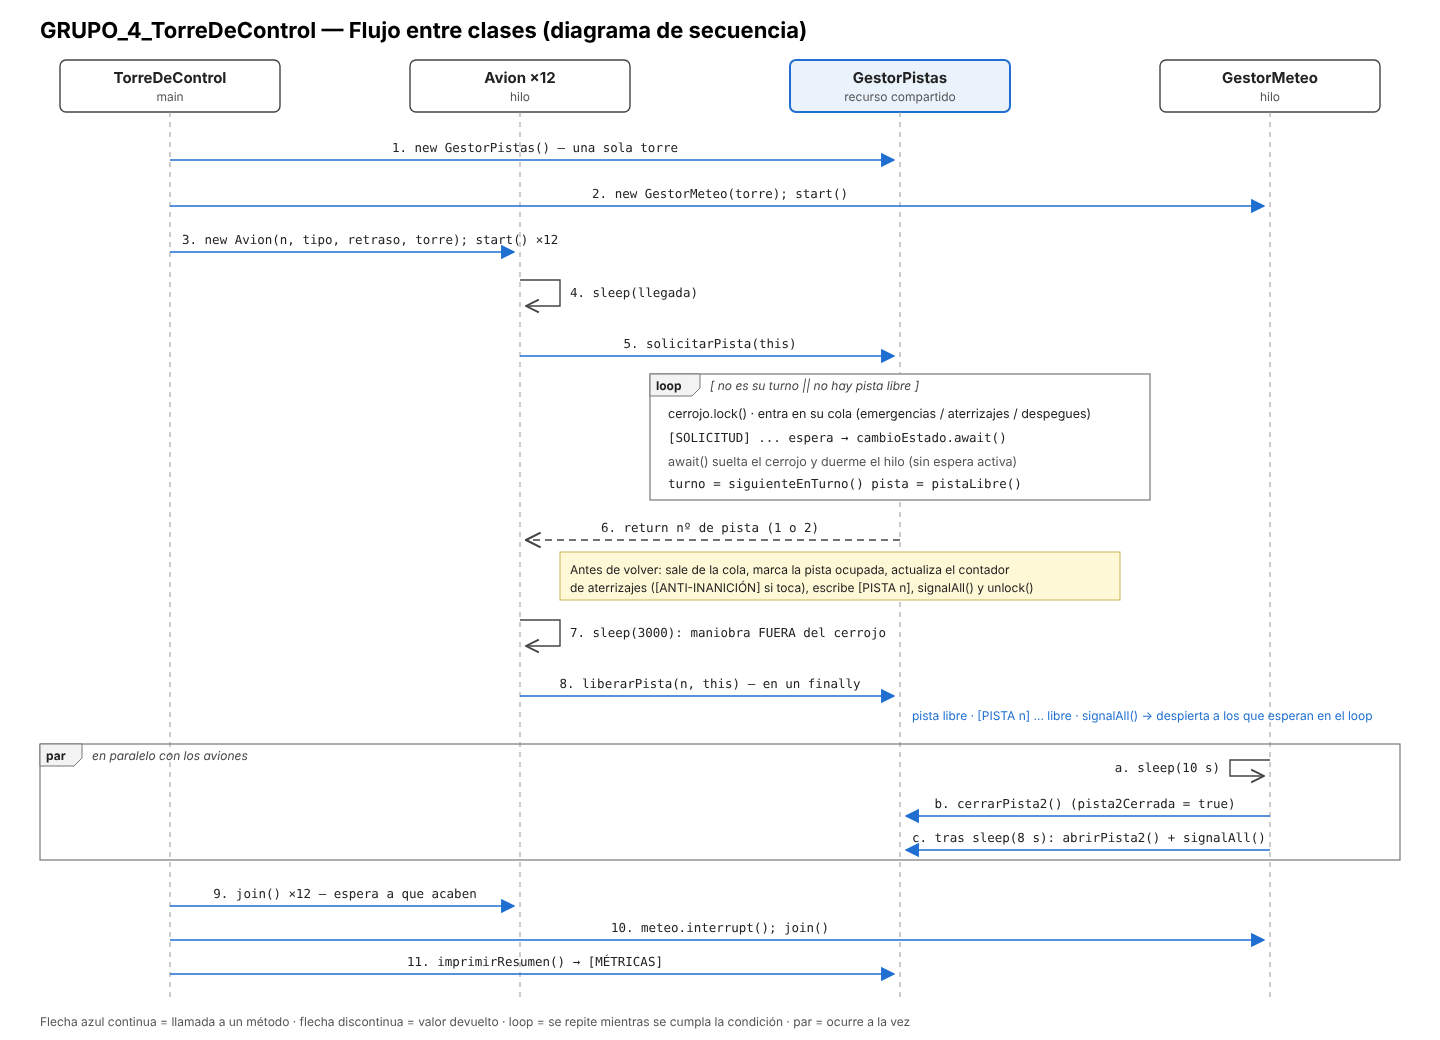 GRUPO_4_TorreDeControl — Flujo entre clases (diagrama de secuencia)
TorreDeControl
main
Avion ×12
hilo
GestorPistas
recurso compartido
GestorMeteo
hilo
1. new GestorPistas() — una sola torre
2. new GestorMeteo(torre); start()
3. new Avion(n, tipo, retraso, torre); start() ×12
4. sleep(llegada)
5. solicitarPista(this)
loop [ no es su turno || no hay pista libre ]
cerrojo.lock() · entra en su cola (emergencias / aterrizajes / despegues)
[SOLICITUD] ... espera → cambioEstado.await()
await() suelta el cerrojo y duerme el hilo (sin espera activa)
turno = siguienteEnTurno() pista = pistaLibre()
6. return nº de pista (1 o 2)
Antes de volver: sale de la cola, marca la pista ocupada, actualiza el contador
de aterrizajes ([ANTI-INANICIÓN] si toca), escribe [PISTA n], signalAll() y unlock()
7. sleep(3000): maniobra FUERA del cerrojo
8. liberarPista(n, this) — en un finally
pista libre · [PISTA n] ... libre · signalAll() → despierta a los que esperan en el loop
par en paralelo con los aviones
a. sleep(10 s)
b. cerrarPista2() (pista2Cerrada = true)
c. tras sleep(8 s): abrirPista2() + signalAll()
9. join() ×12 — espera a que acaben
10. meteo.interrupt(); join()
11. imprimirResumen() → [MÉTRICAS]
Flecha azul continua = llamada a un método · flecha discontinua = valor devuelto · loop = se repite mientras se cumpla la condición · par = ocurre a la vez